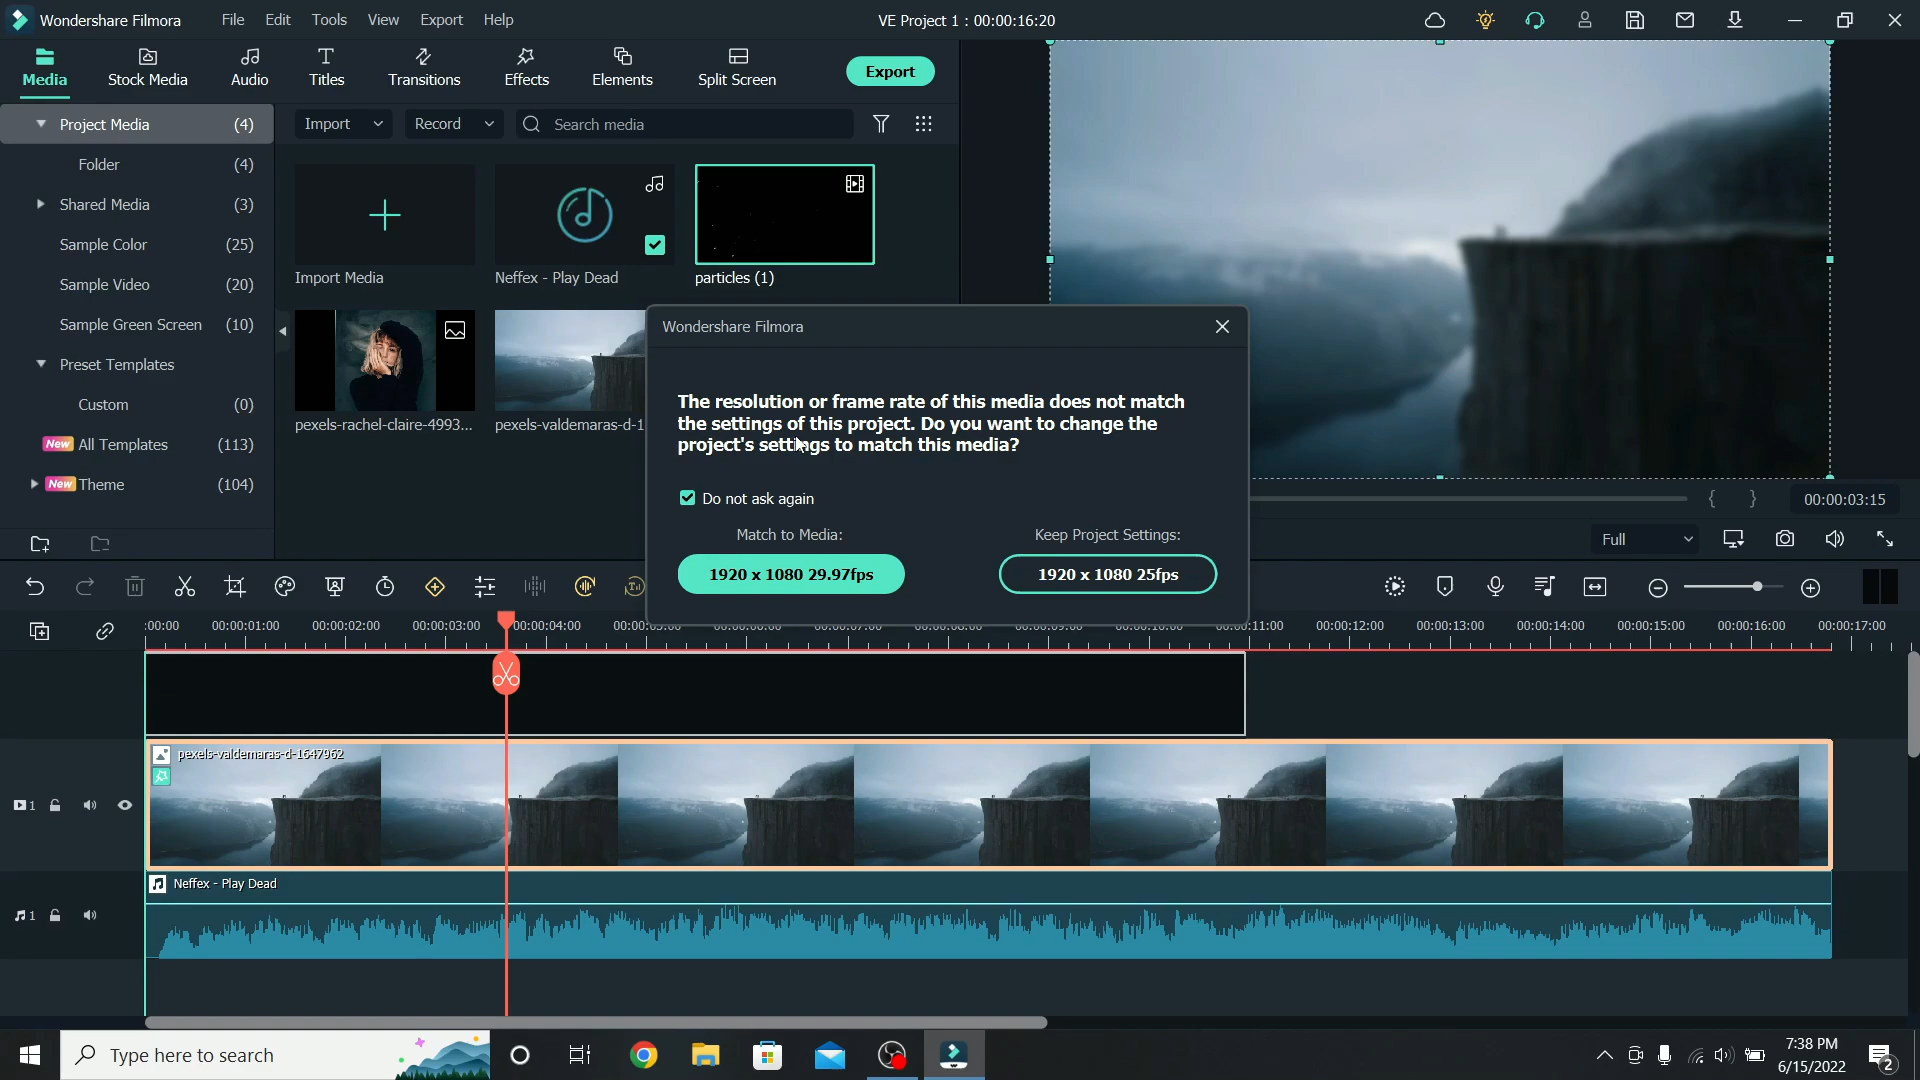 Wondershare Filmora File Edit Tools View Export Help VE Project 1 : 00:00:16:20
Media Stock Media Audio Titles Transitions Effects Elements Split Screen Export
Project Media (4)
Folder (4)
Shared Media (3)
Sample Color (25)
Sample Video (20)
Sample Green Screen (10)
Preset Templates
Custom (0)
New All Templates (113)
New Theme (104)
Import Record Search media
Import Media Neffex - Play Dead particles (1)
pexels-rachel-claire-4993... pexels-valdemaras-d-1
Wondershare Filmora
The resolution or frame rate of this media does not match
the settings of this project. Do you want to change the
project's settings to match this media?
Do not ask again
Match to Media: Keep Project Settings:
1920 x 1080 29.97fps 1920 x 1080 25fps
{ } 00:00:03:15
Full
:00:00 00:00:01:00 00:00:02:00 00:00:03:00 00:00:04:00 00:00:12:00 00:00:13:00 00:00:14:00 00:00:15:00 00:00:16:00 00:00:17:00
pexels-valdemaras-d-1647962
1
Neffex - Play Dead
1
Type here to search
7:38 PM
6/15/2022
2